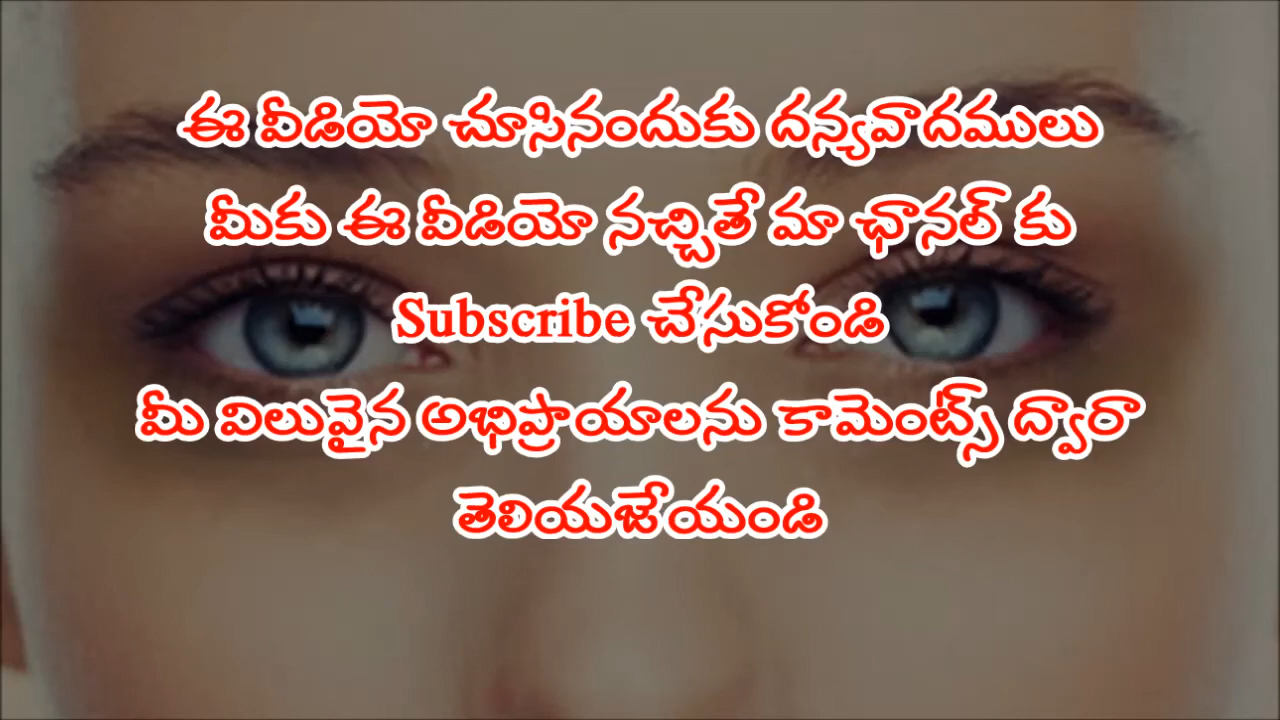 ఈ వీడియో చూసినందుకు దన్యవాదములు
మీకు ఈ వీడియో నచ్చితే మా ఛానల్ కు
Subscribe చేసుకోండి
మీ విలువైన అభిప్రాయాలను కామెంట్స్ ద్వారా
తెలియజేయండి